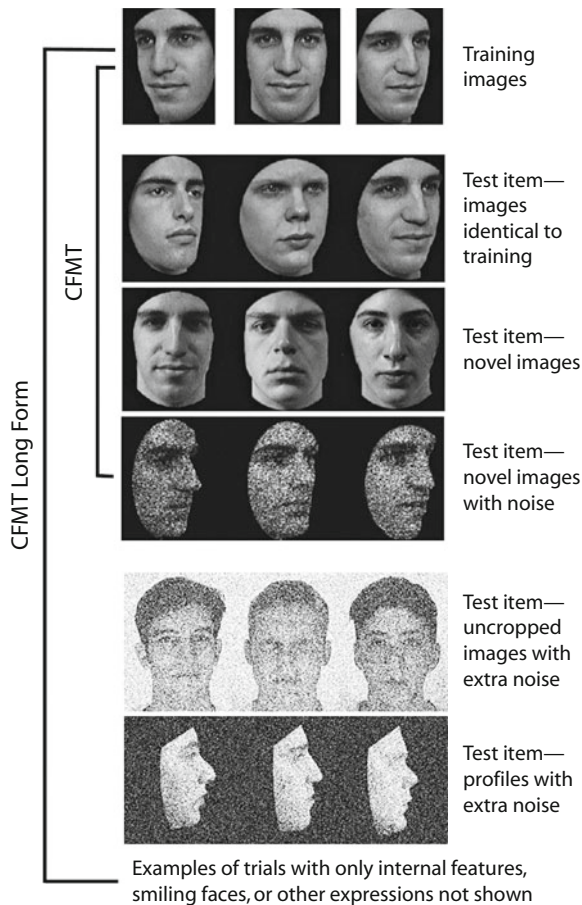 Training
images
Test item—
images
identical to
training
CFMT
Test item—
novel images
Test item—
novel images
with noise
CFMT Long Form
Test item—
uncropped
images with
extra noise
Test item—
profiles with
extra noise
Examples of trials with only internal features,
smiling faces, or other expressions not shown